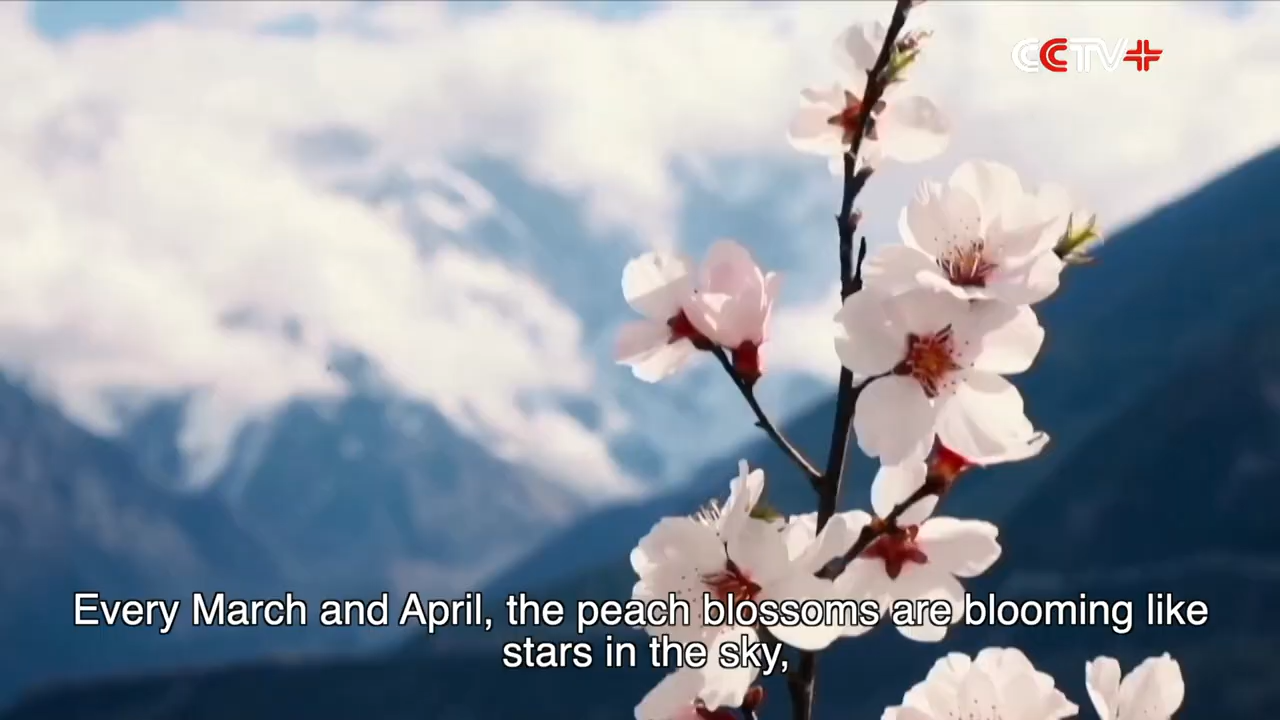 CCTV+
Every March and April, the peach blossoms are blooming like
stars in the sky,